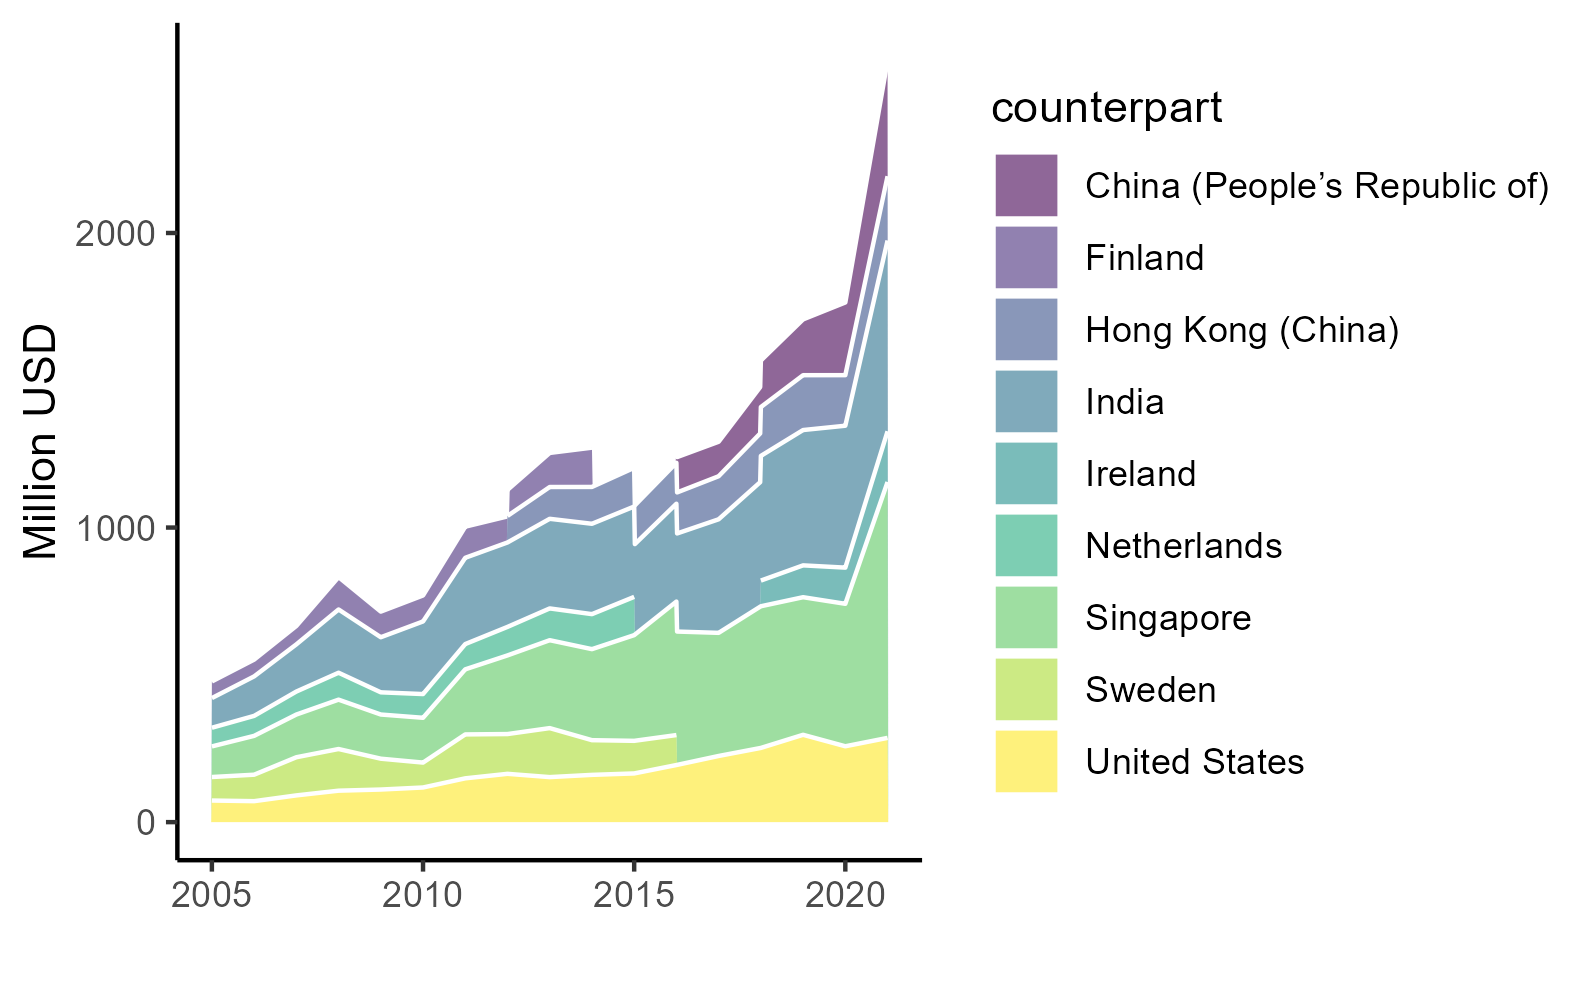 Million USD
2000
1000
0
2005 2010 2015 2020
counterpart
China (People’s Republic of)
Finland
Hong Kong (China)
India
Ireland
Netherlands
Singapore
Sweden
United States